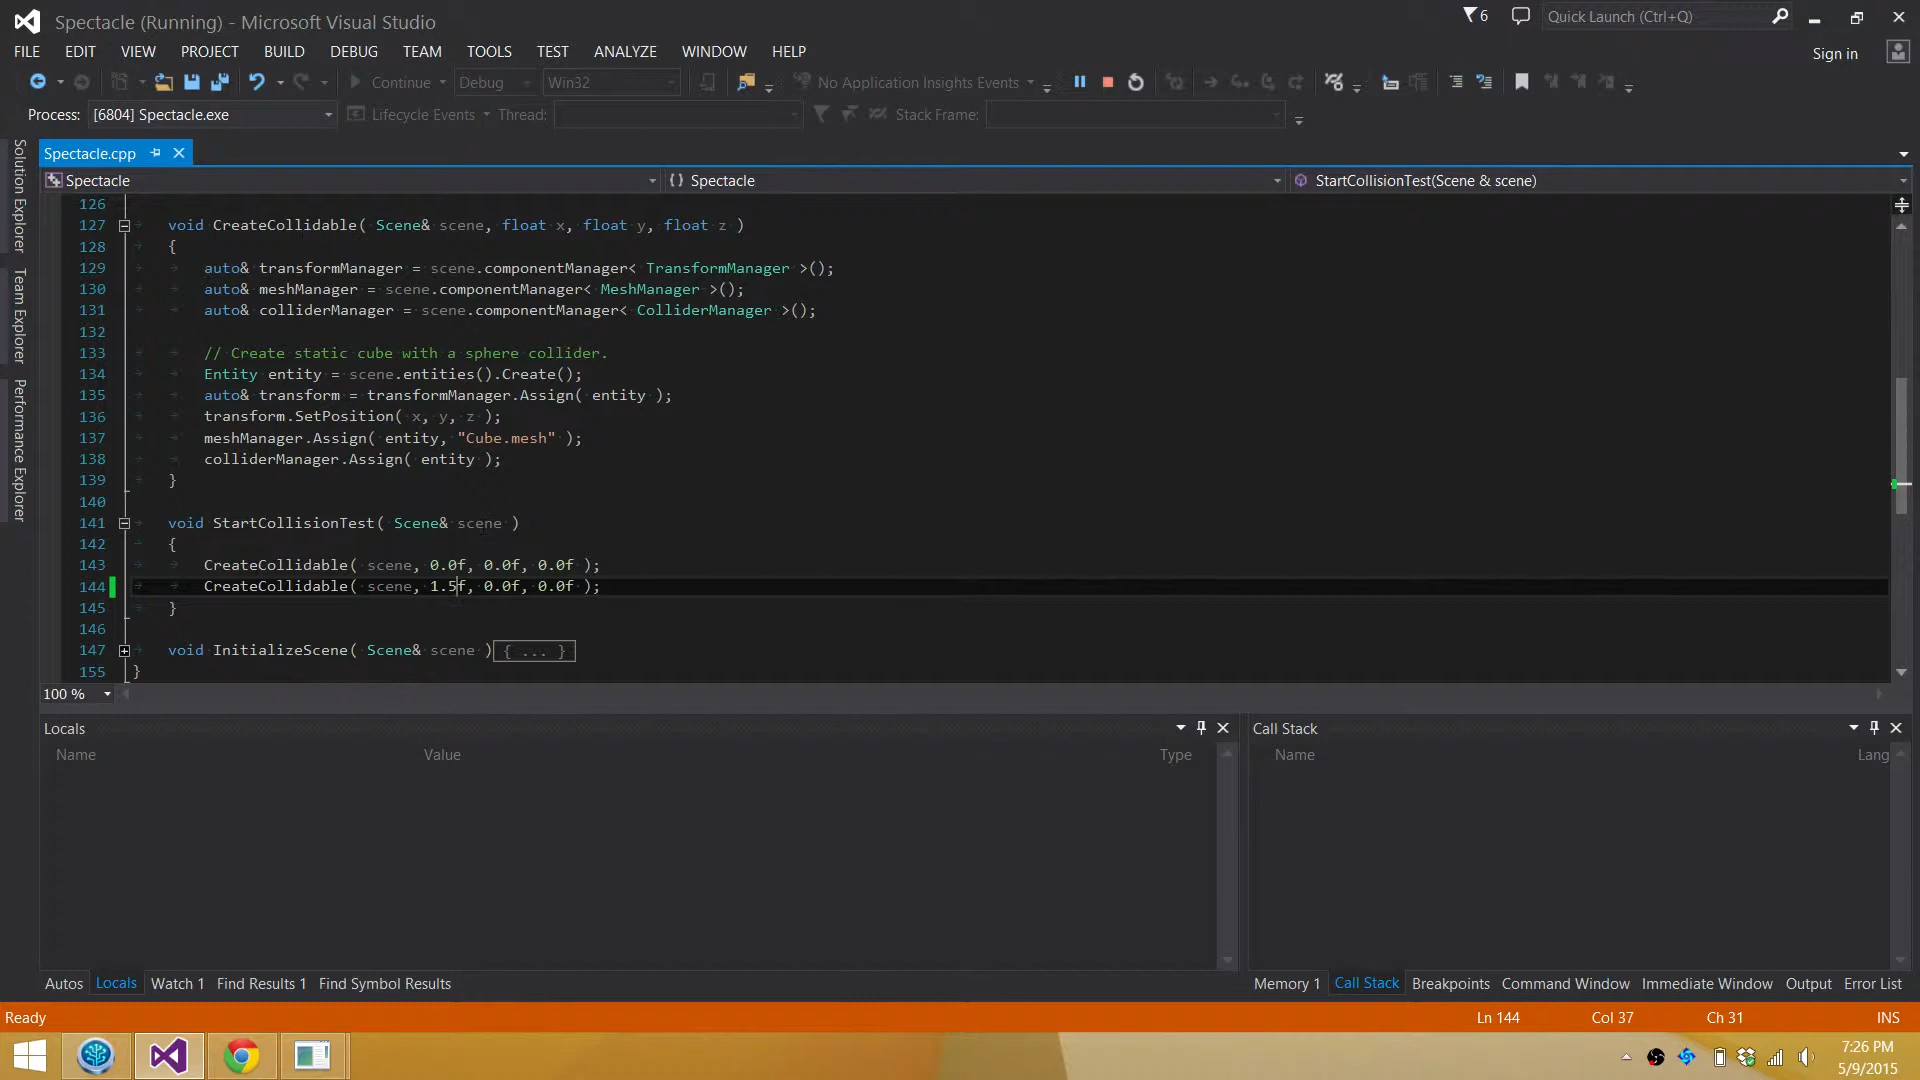 Spectacle (Running) - Microsoft Visual Studio
6
Quick Launch (Ctrl+Q)
FILE EDIT VIEW PROJECT BUILD DEBUG TEAM TOOLS TEST ANALYZE WINDOW HELP
Sign in
Continue Debug Win32 No Application Insights Events
Process: [6804] Spectacle.exe Lifecycle Events Thread: Stack Frame:
Solution Explorer
Team Explorer
Performance Explorer
Spectacle.cpp
Spectacle {} Spectacle StartCollisionTest(Scene & scene)
126
127 void CreateCollidable( Scene& scene, float x, float y, float z )
128 {
129 auto& transformManager = scene.componentManager< TransformManager >();
130 auto& meshManager = scene.componentManager< MeshManager >();
131 auto& colliderManager = scene.componentManager< ColliderManager >();
132
133 // Create static cube with a sphere collider.
134 Entity entity = scene.entities().Create();
135 auto& transform = transformManager.Assign( entity );
136 transform.SetPosition( x, y, z );
137 meshManager.Assign( entity, "Cube.mesh" );
138 colliderManager.Assign( entity );
139 }
140
141 void StartCollisionTest( Scene& scene )
142 {
143 CreateCollidable( scene, 0.0f, 0.0f, 0.0f );
144 CreateCollidable( scene, 1.5f, 0.0f, 0.0f );
145 }
146
147 void InitializeScene( Scene& scene ){ ... }
155 }
100 %
Locals
Name Value Type
Call Stack
Name Lang
Autos Locals Watch 1 Find Results 1 Find Symbol Results
Memory 1 Call Stack Breakpoints Command Window Immediate Window Output Error List
Ready Ln 144 Col 37 Ch 31 INS
7:26 PM
5/9/2015